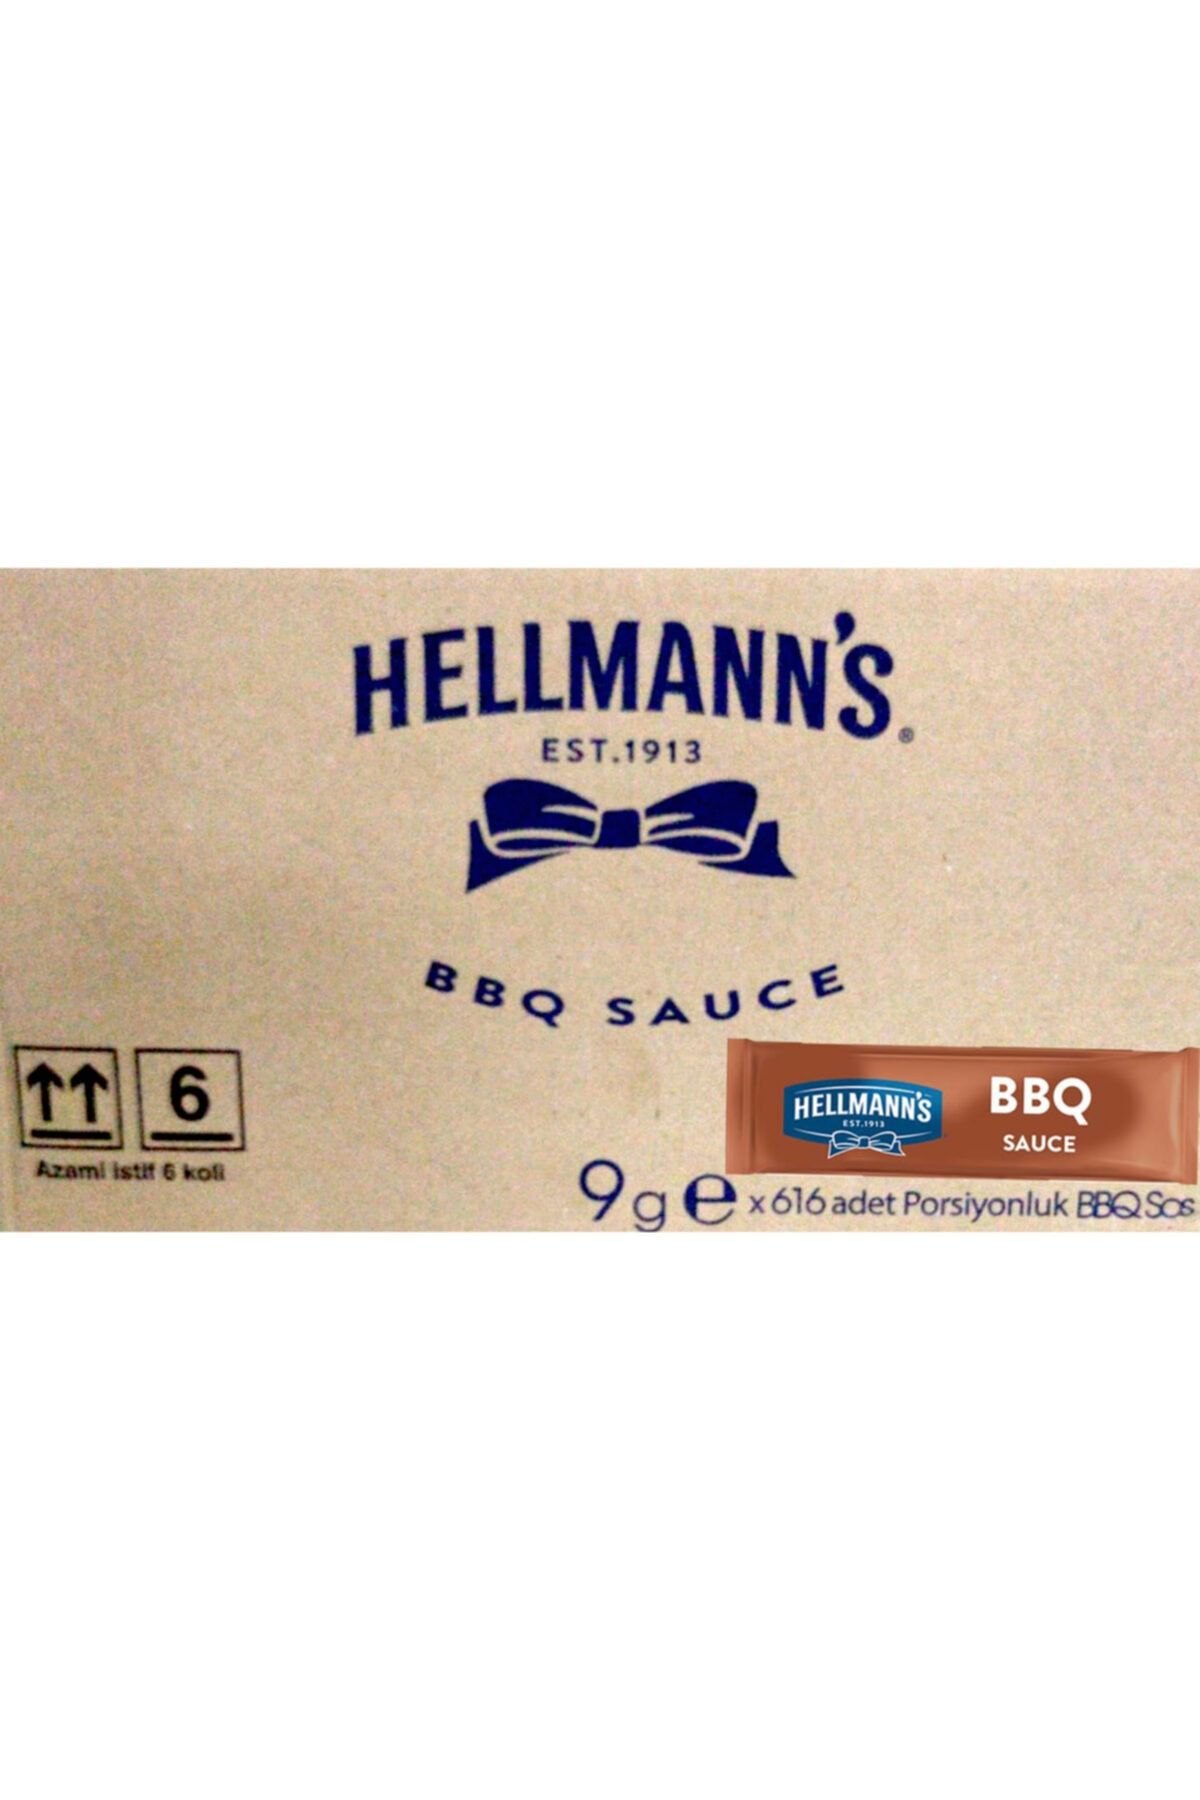 HELLMANN'S®
EST.1913
BBQ SAUCE
6
Azami istif 6 koli
HELLMANN'S
EST.1913
BBQ
SAUCE
9g e x 616 adet Porsiyonluk BBQ Sos